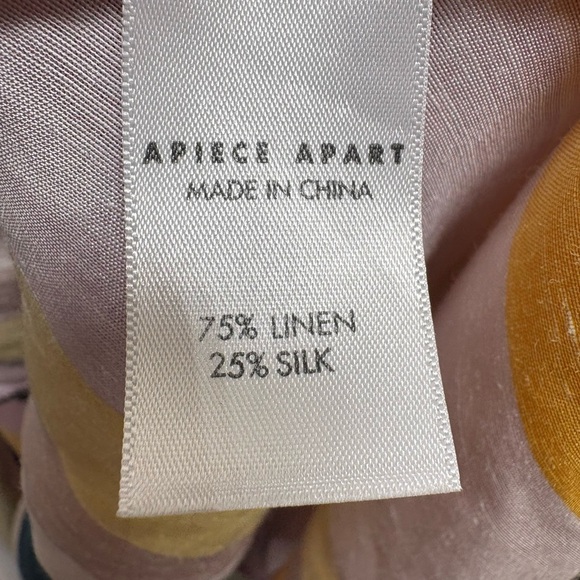 APIECE APART
MADE IN CHINA
75% LINEN
25% SILK